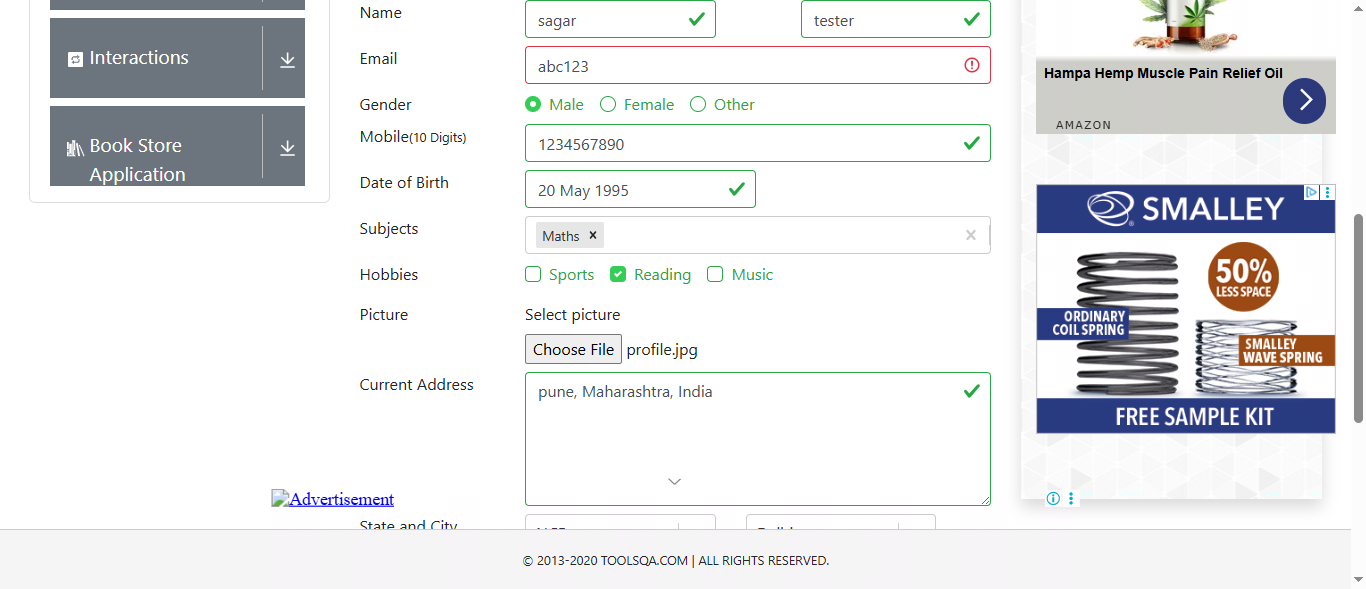 Name
sagar
tester
Interactions
Email
abc123
Gender
Male
Female
Other
Mobile(10 Digits)
1234567890
Book Store
Application
Date of Birth
20 May 1995
Subjects
Maths
Hobbies
Sports
Reading
Music
Picture
Select picture
Choose File
profile.jpg
Current Address
pune, Maharashtra, India
Advertisement
State and City
© 2013-2020 TOOLSQA.COM | ALL RIGHTS RESERVED.
Hampa Hemp Muscle Pain Relief Oil
AMAZON
SMALLEY
50%
LESS SPACE
ORDINARY
COIL SPRING
SMALLEY
WAVE SPRING
FREE SAMPLE KIT